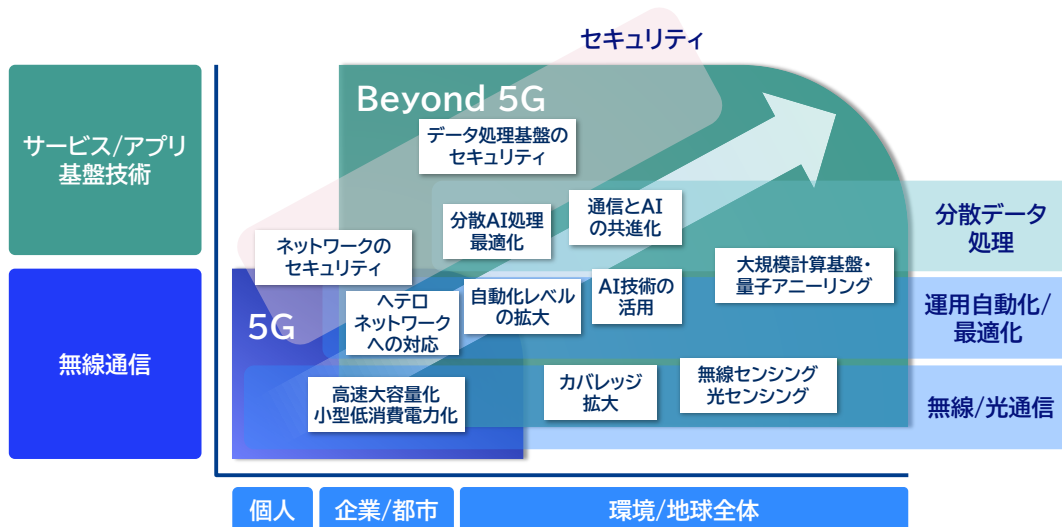 セキュリティ
サービス/アプリ
基盤技術
無線通信
Beyond 5G
データ処理基盤の
セキュリティ
分散AI処理
最適化
通信とAI
の共進化
ネットワークの
セキュリティ
大規模計算基盤・
量子アニーリング
5G
ヘテロ
ネットワーク
への対応
自動化レベル
の拡大
AI技術の
活用
高速大容量化
小型低消費電力化
カバレッジ
拡大
無線センシング
光センシング
分散データ
処理
運用自動化/
最適化
無線/光通信
個人
企業/都市
環境/地球全体